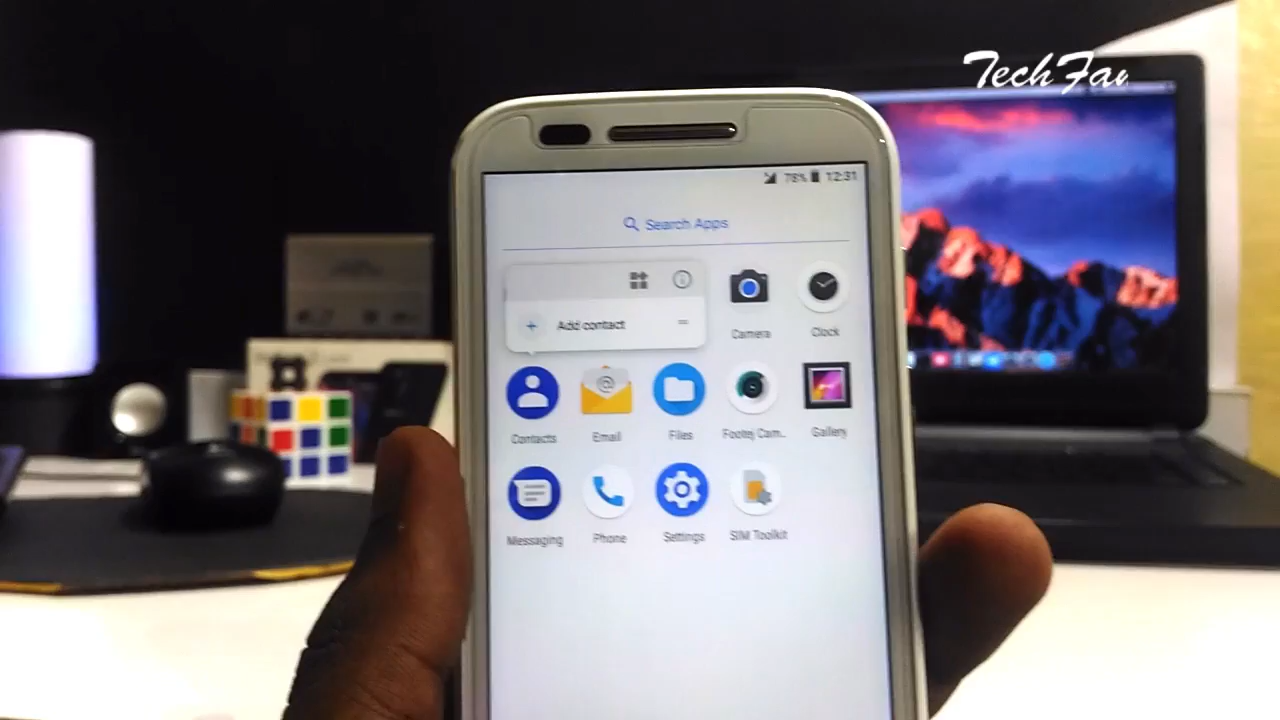 TechFan
78% 12:31
Search Apps
Add contact
Camera
Clock
Contacts
Email
Files
Footej Cam..
Gallery
Messaging
Phone
Settings
SIM Toolkit